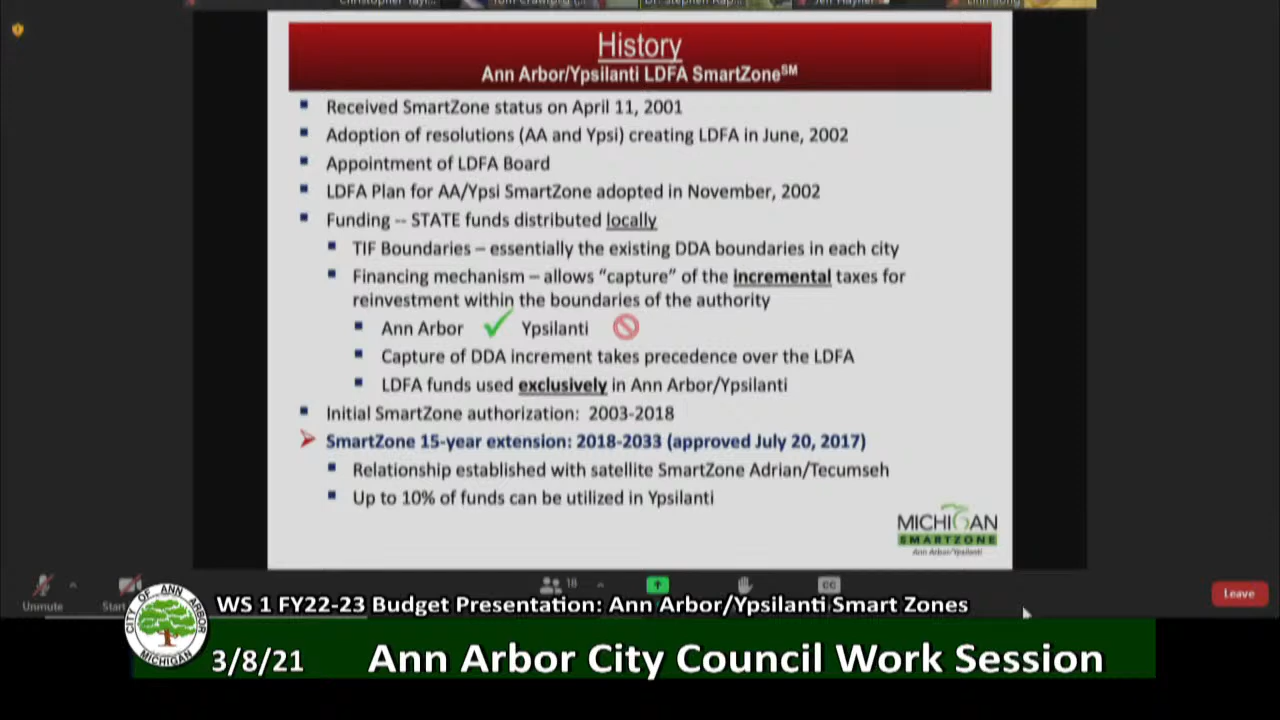 History
Ann Arbor/Ypsilanti LDFA SmartZoneSM
Received SmartZone status on April 11, 2001
Adoption of resolutions (AA and Ypsi) creating LDFA in June, 2002
Appointment of LDFA Board
LDFA Plan for AA/Ypsi SmartZone adopted in November, 2002
Funding -- STATE funds distributed locally
TIF Boundaries – essentially the existing DDA boundaries in each city
Financing mechanism – allows “capture” of the incremental taxes for
reinvestment within the boundaries of the authority
Ann Arbor Ypsilanti
Capture of DDA increment takes precedence over the LDFA
LDFA funds used exclusively in Ann Arbor/Ypsilanti
Initial SmartZone authorization: 2003-2018
SmartZone 15-year extension: 2018-2033 (approved July 20, 2017)
Relationship established with satellite SmartZone Adrian/Tecumseh
Up to 10% of funds can be utilized in Ypsilanti
MICHIGAN
SMARTZONE
Ann Arbor/Ypsilanti
18
CC
Unmute
Leave
CITY OF ANN ARBOR
MICHIGAN
WS 1 FY22-23 Budget Presentation: Ann Arbor/Ypsilanti Smart Zones
3/8/21 Ann Arbor City Council Work Session